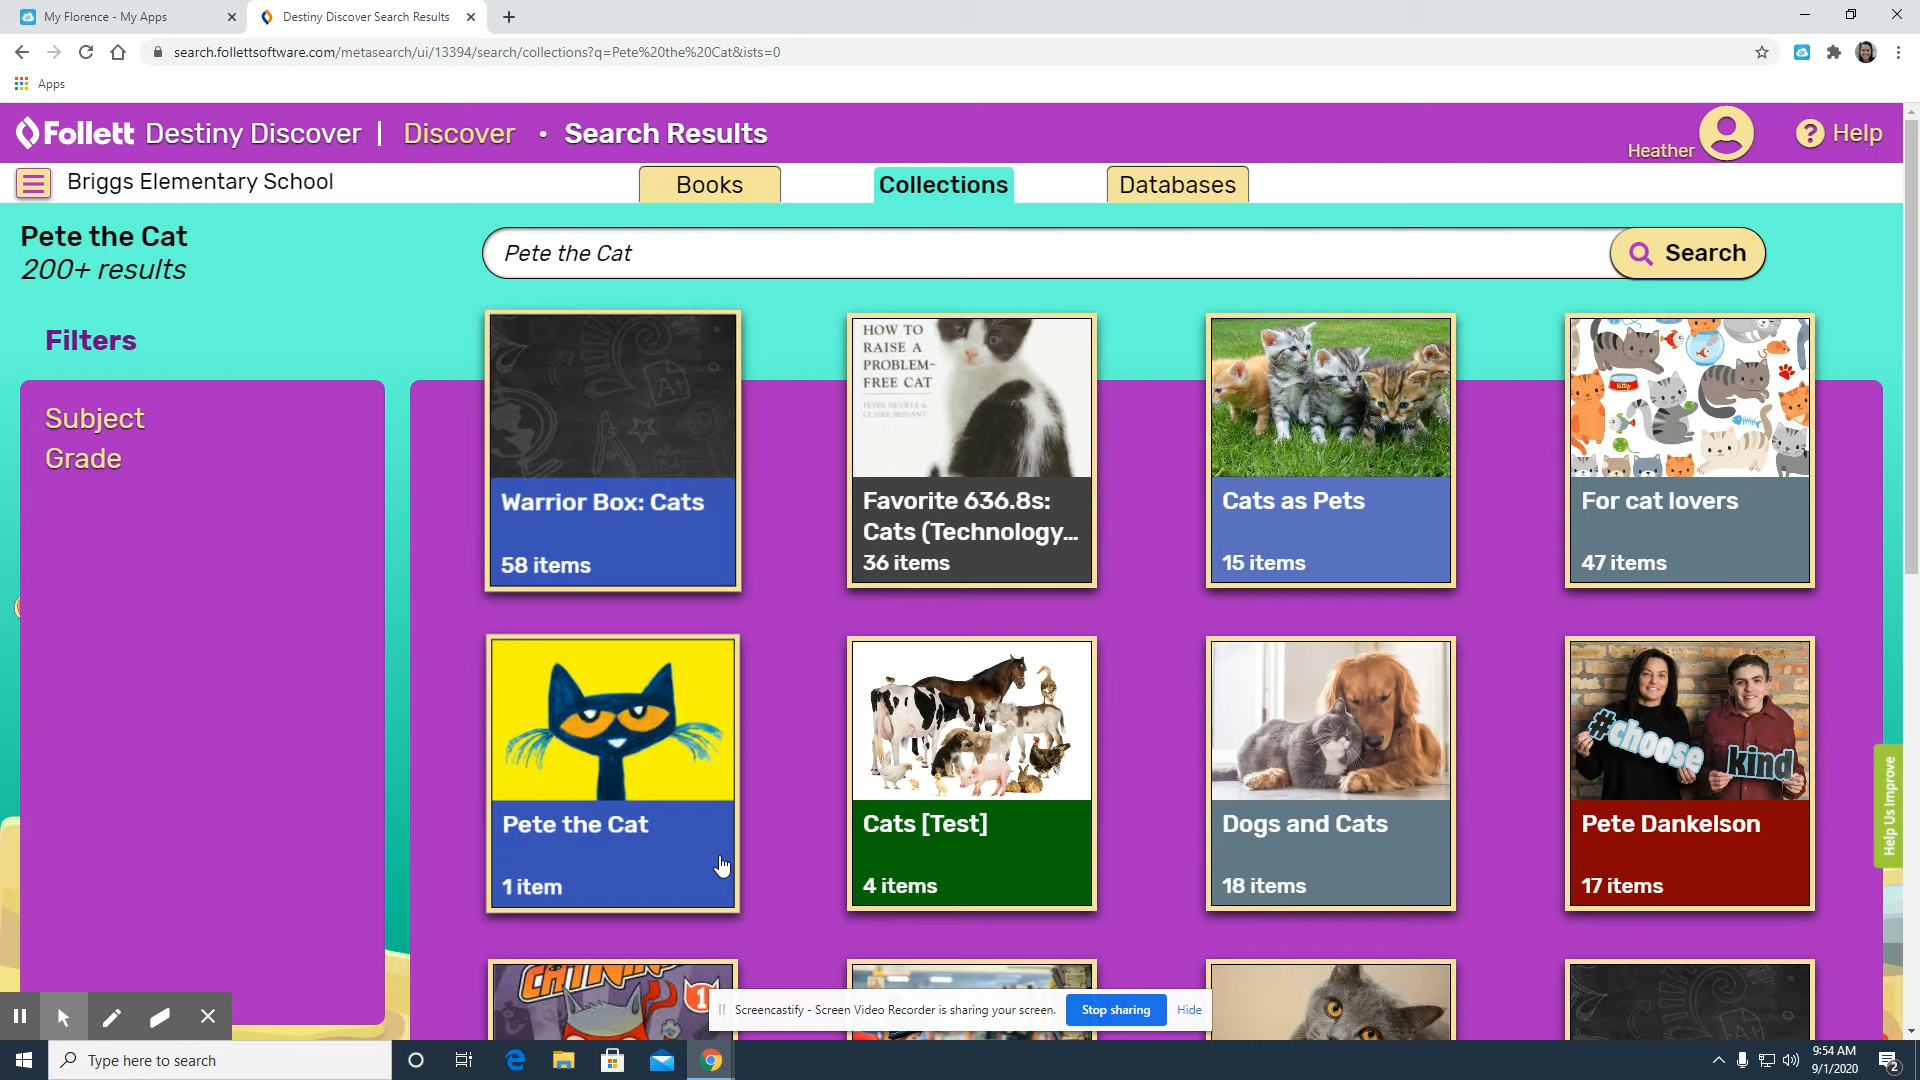 My Florence - My Apps
Destiny Discover Search Results
search.follettsoftware.com/metasearch/ui/13394/search/collections?q=Pete%20the%20Cat&ists=0
Apps
Follett Destiny Discover | Discover • Search Results
Heather
? Help
Briggs Elementary School
Books
Collections
Databases
Pete the Cat
200+ results
Pete the Cat
Search
Filters
Subject
Grade
A+
Warrior Box: Cats
58 items
HOW TO
RAISE A
PROBLEM-
FREE CAT
PETER NEVILLE &
CLAIRE BESSANT
Favorite 636.8s:
Cats (Technology...
36 items
Cats as Pets
15 items
For cat lovers
47 items
Pete the Cat
1 item
Cats [Test]
4 items
Dogs and Cats
18 items
#choose
kind
Pete Dankelson
17 items
Help Us Improve
1
Screencastify - Screen Video Recorder is sharing your screen.
Stop sharing
Hide
Type here to search
9:54 AM
9/1/2020
2